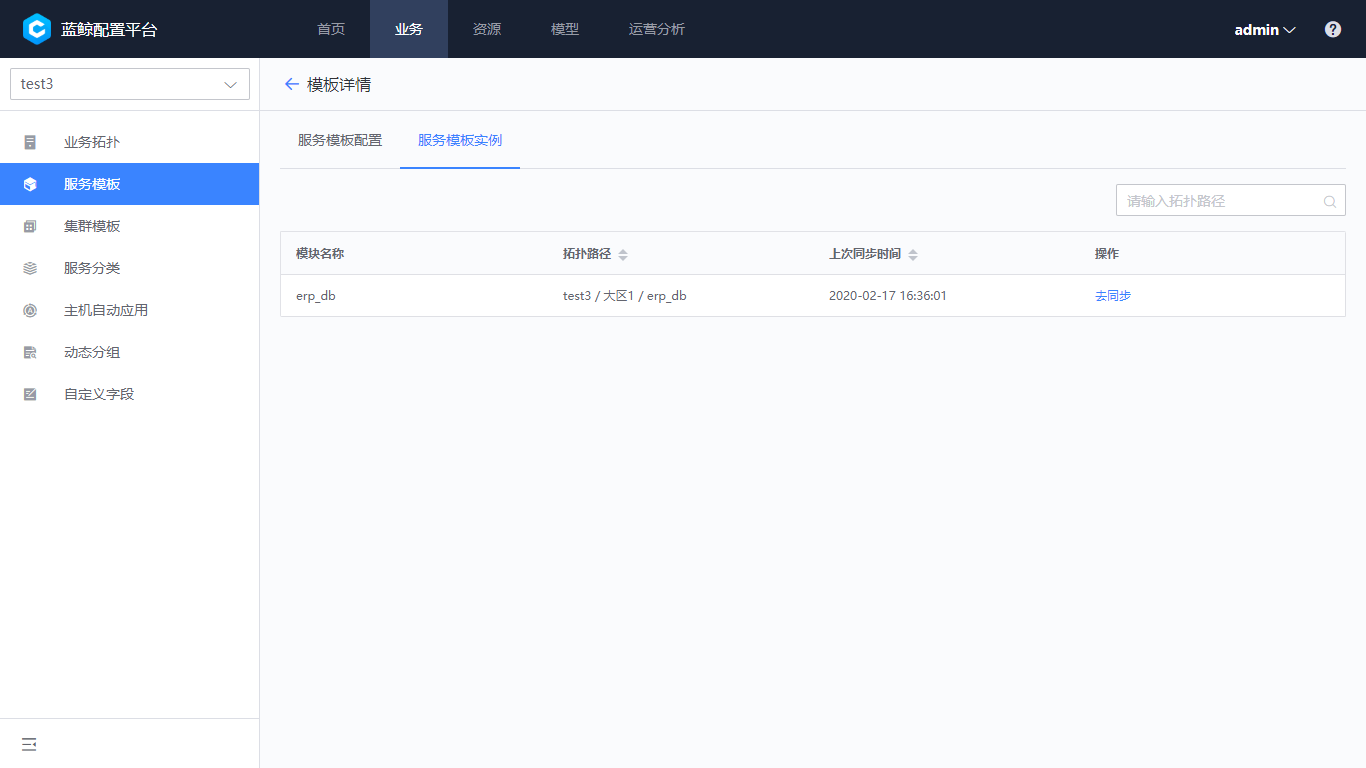 蓝鲸配置平台
首页 业务 资源 模型 运营分析
admin
test3
业务拓扑
服务模板
集群模板
服务分类
主机自动应用
动态分组
自定义字段
模板详情
服务模板配置 服务模板实例
请输入拓扑路径
模块名称 拓扑路径 上次同步时间 操作
erp_db test3 / 大区1 / erp_db 2020-02-17 16:36:01 去同步